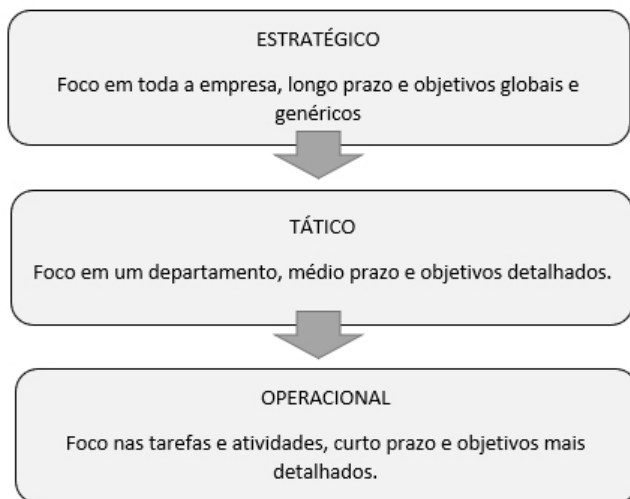 ESTRATÉGICO
Foco em toda a empresa, longo prazo e objetivos globais e
genéricos
TÁTICO
Foco em um departamento, médio prazo e objetivos detalhados.
OPERACIONAL
Foco nas tarefas e atividades, curto prazo e objetivos mais
detalhados.